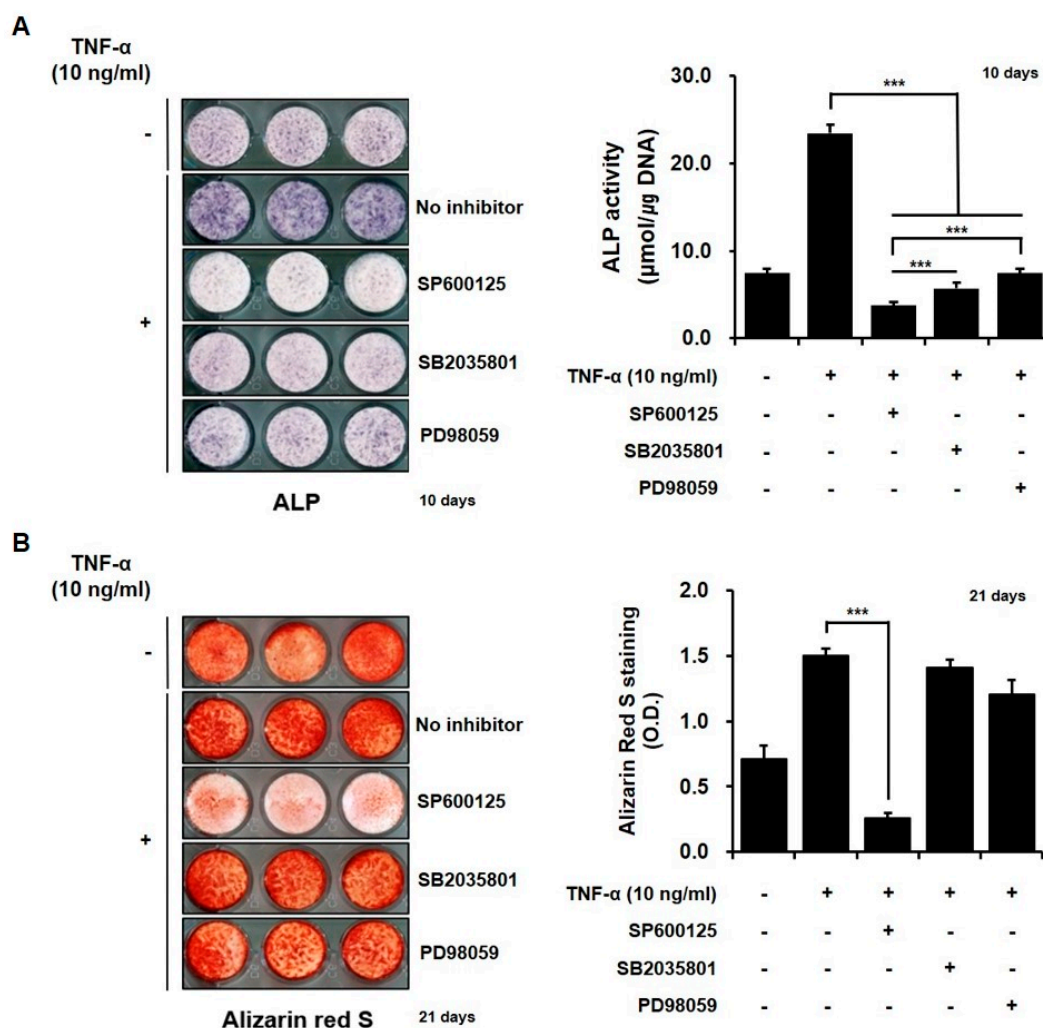 A
TNF-α
(10 ng/ml)
-
+
No inhibitor
SP600125
SB2035801
PD98059
ALP
10 days
10 days
ALP activity
(µmol/µg DNA)
30.0
20.0
10.0
0.0
***
***
***
TNF-α (10 ng/ml) - + + + +
SP600125 - - + - -
SB2035801 - - - + -
PD98059 - - - - +
B
TNF-α
(10 ng/ml)
-
+
No inhibitor
SP600125
SB2035801
PD98059
Alizarin red S
21 days
21 days
Alizarin Red S staining
(O.D.)
2.0
1.5
1.0
0.5
0.0
***
TNF-α (10 ng/ml) - + + + +
SP600125 - - + - -
SB2035801 - - - + -
PD98059 - - - - +